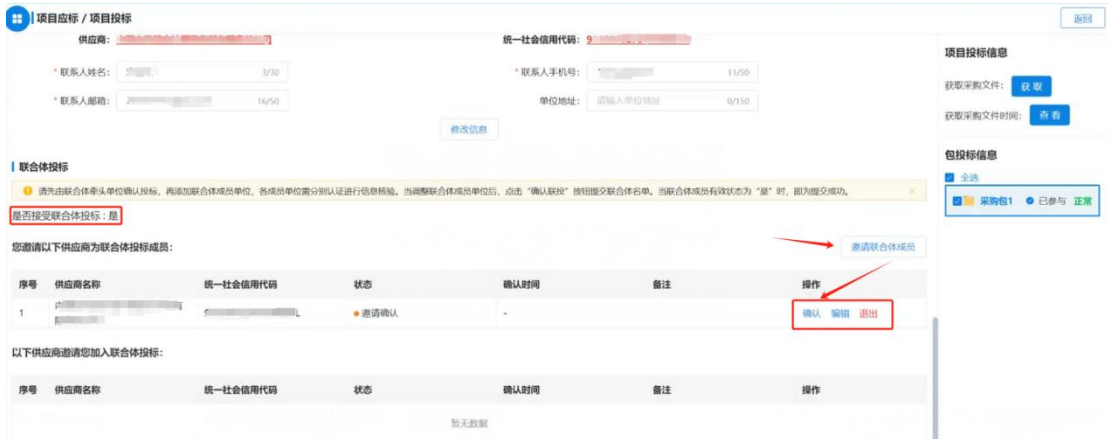 项目应标 / 项目投标
返回
供应商:
统一社会信用代码: 9
* 联系人姓名:
3/30
* 联系人手机号:
11/50
* 联系人邮箱:
16/50
单位地址: 请输入单位地址
0/150
修改信息
联合体投标
请先由联合体牵头单位确认投标，再添加联合体成员单位，各成员单位需分别认证进行信息核验。当调整联合体成员单位后，点击 "确认联投" 按钮提交联合体名单。当联合体成员有效状态为 "是" 时，即为提交成功。
是否接受联合体投标 : 是
您邀请以下供应商为联合体投标成员:
邀请联合体成员
序号 供应商名称 统一社会信用代码 状态 确认时间 备注 操作
1 邀请确认 - 确认 编辑 退出
以下供应商邀请您加入联合体投标:
序号 供应商名称 统一社会信用代码 状态 确认时间 备注 操作
暂无数据
项目投标信息
获取采购文件: 获 取
获取采购文件时间: 查 看
包投标信息
全选
采购包1 已参与 正常